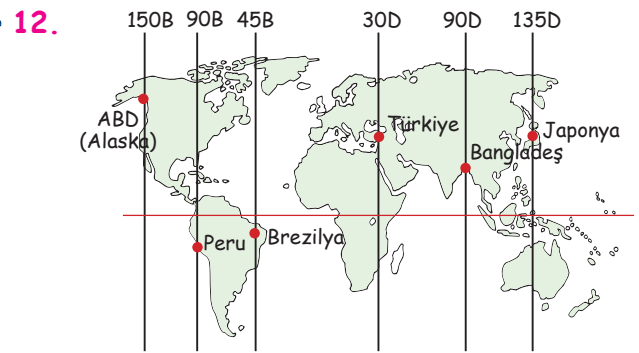 12.
150B 90B 45B 30D 90D 135D
ABD
(Alaska)
Türkiye
Japonya
Bangladeş
Peru
Brezilya